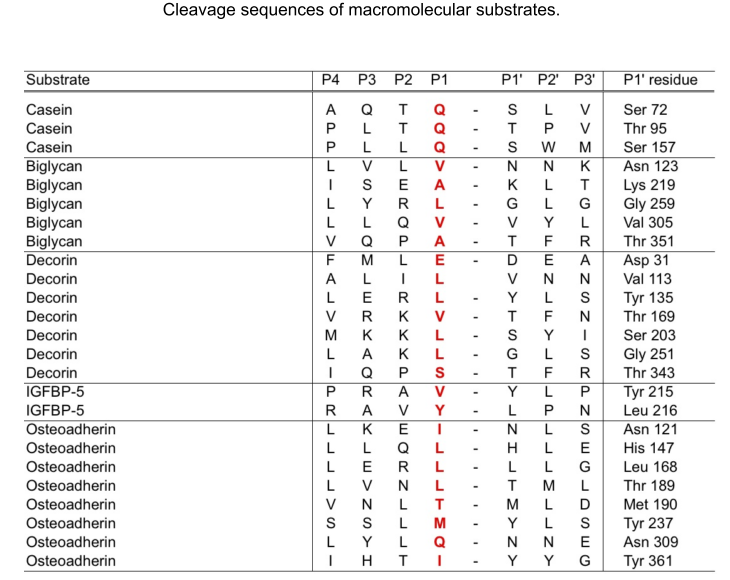 Cleavage sequences of macromolecular substrates.
Substrate P4 P3 P2 P1 P1' P2' P3' P1' residue
Casein A Q T Q - S L V Ser 72
Casein P L T Q - T P V Thr 95
Casein P L L Q - S W M Ser 157
Biglycan L V L V - N N K Asn 123
Biglycan I S E A - K L T Lys 219
Biglycan L Y R L - G L G Gly 259
Biglycan L L Q V - V Y L Val 305
Biglycan V Q P A - T F R Thr 351
Decorin F M L E - D E A Asp 31
Decorin A L I L V N N Val 113
Decorin L E R L - Y L S Tyr 135
Decorin V R K V - T F N Thr 169
Decorin M K K L - S Y I Ser 203
Decorin L A K L - G L S Gly 251
Decorin I Q P S - T F R Thr 343
IGFBP-5 P R A V - Y L P Tyr 215
IGFBP-5 R A V Y - L P N Leu 216
Osteoadherin L K E I - N L S Asn 121
Osteoadherin L L Q L - H L E His 147
Osteoadherin L E R L - L L G Leu 168
Osteoadherin L V N L - T M L Thr 189
Osteoadherin V N L T - M L D Met 190
Osteoadherin S S L M - Y L S Tyr 237
Osteoadherin L Y L Q - N N E Asn 309
Osteoadherin I H T I - Y Y G Tyr 361